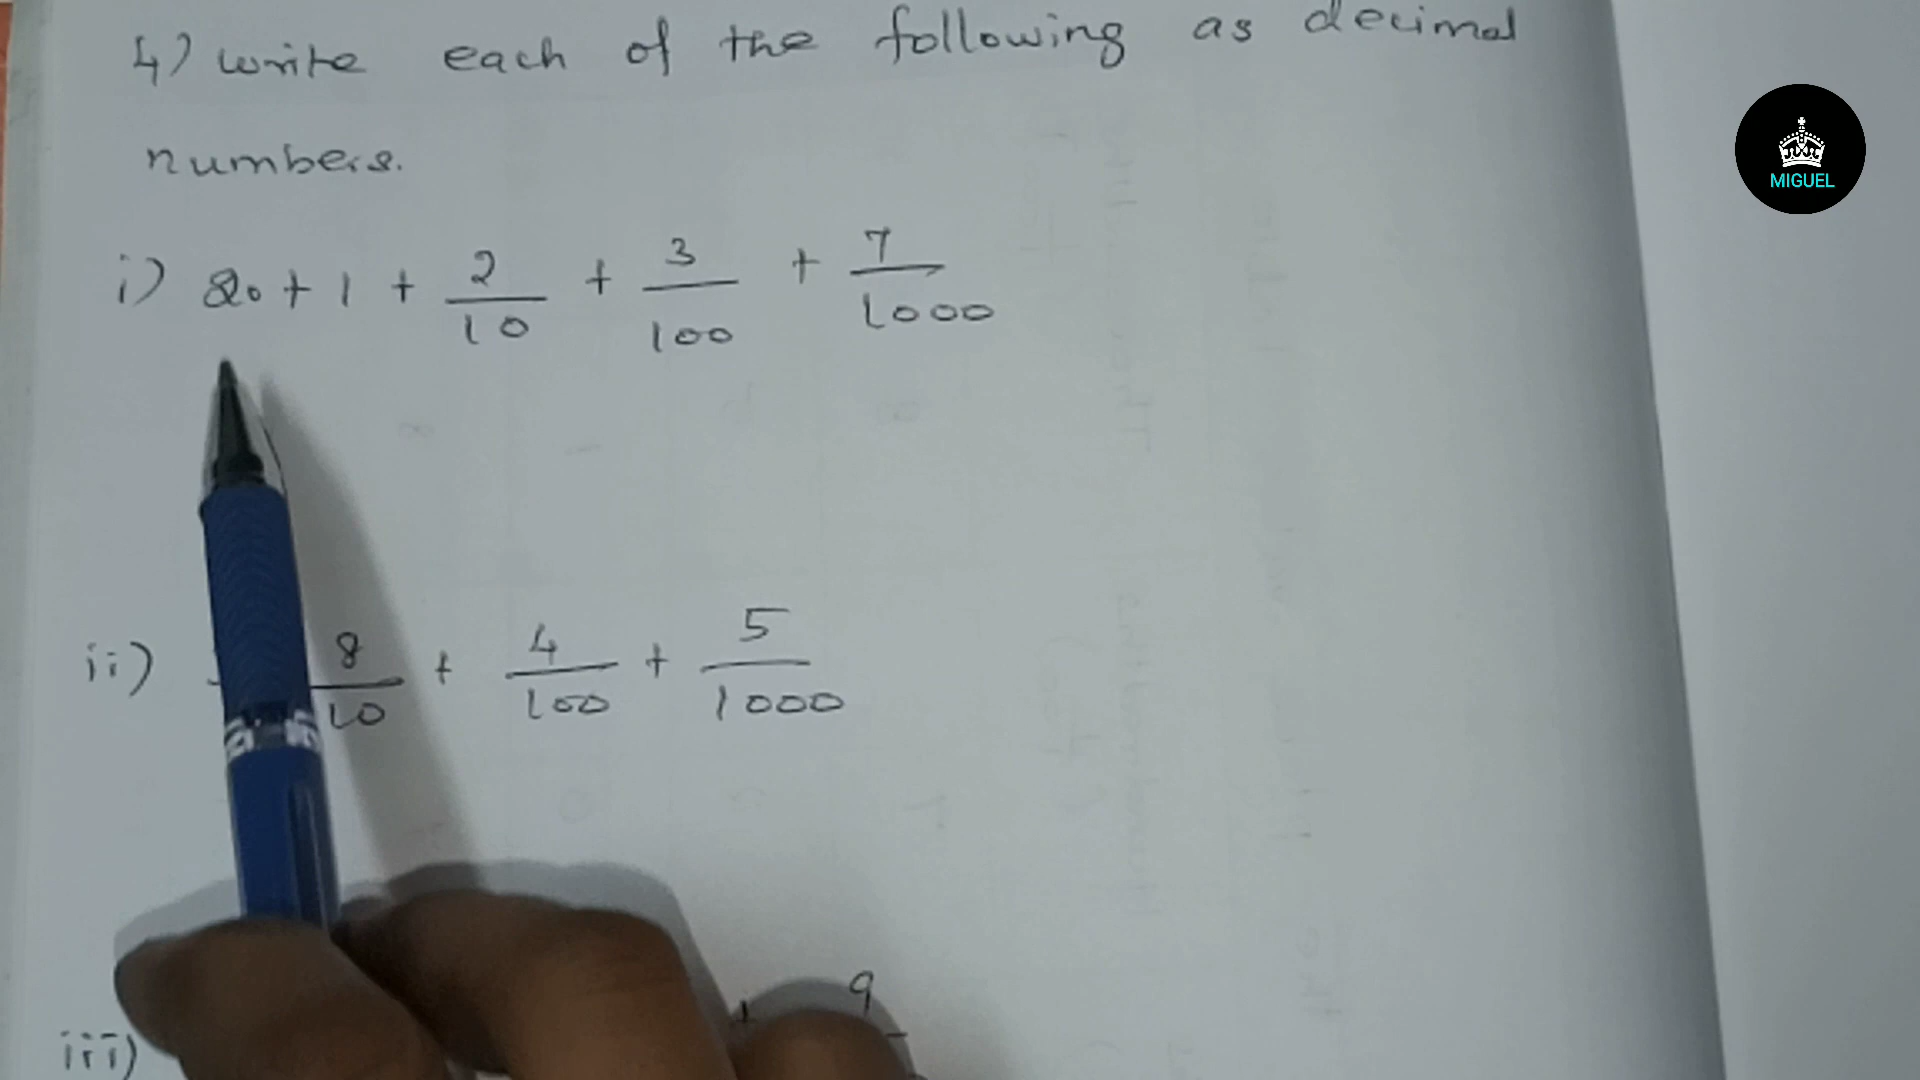 4) write each of the following as decimal
numbers.
i) 20 + 1 + 2/10 + 3/100 + 7/1000
ii) 8/10 + 4/100 + 5/1000
iii) + 9
MIGUEL